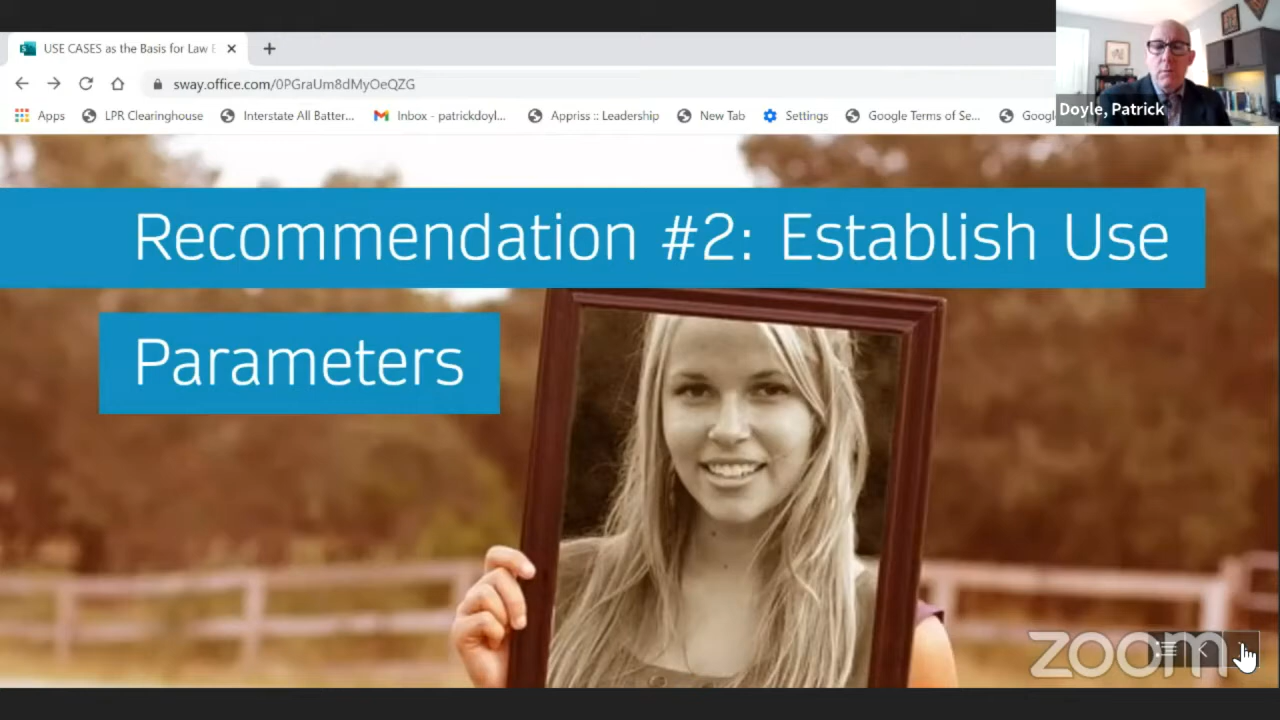 USE CASES as the Basis for Law E
sway.office.com/0PGraUm8dMyOeQZG
Apps LPR Clearinghouse Interstate All Batter... Inbox - patrickdoyl... Appriss :: Leadership New Tab Settings Google Terms of Se... Googl
Doyle, Patrick
Recommendation #2: Establish Use
Parameters
zoom